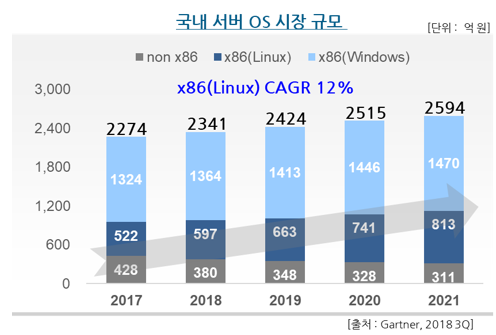 국내 서버 OS 시장 규모
[단위 : 억 원]
non x86 x86(Linux) x86(Windows)
x86(Linux) CAGR 12%
3,000
2,400
1,800
1,200
600
0
2274 2341 2424 2515 2594
1324 1364 1413 1446 1470
522 597 663 741 813
428 380 348 328 311
2017 2018 2019 2020 2021
[출처 : Gartner, 2018 3Q]